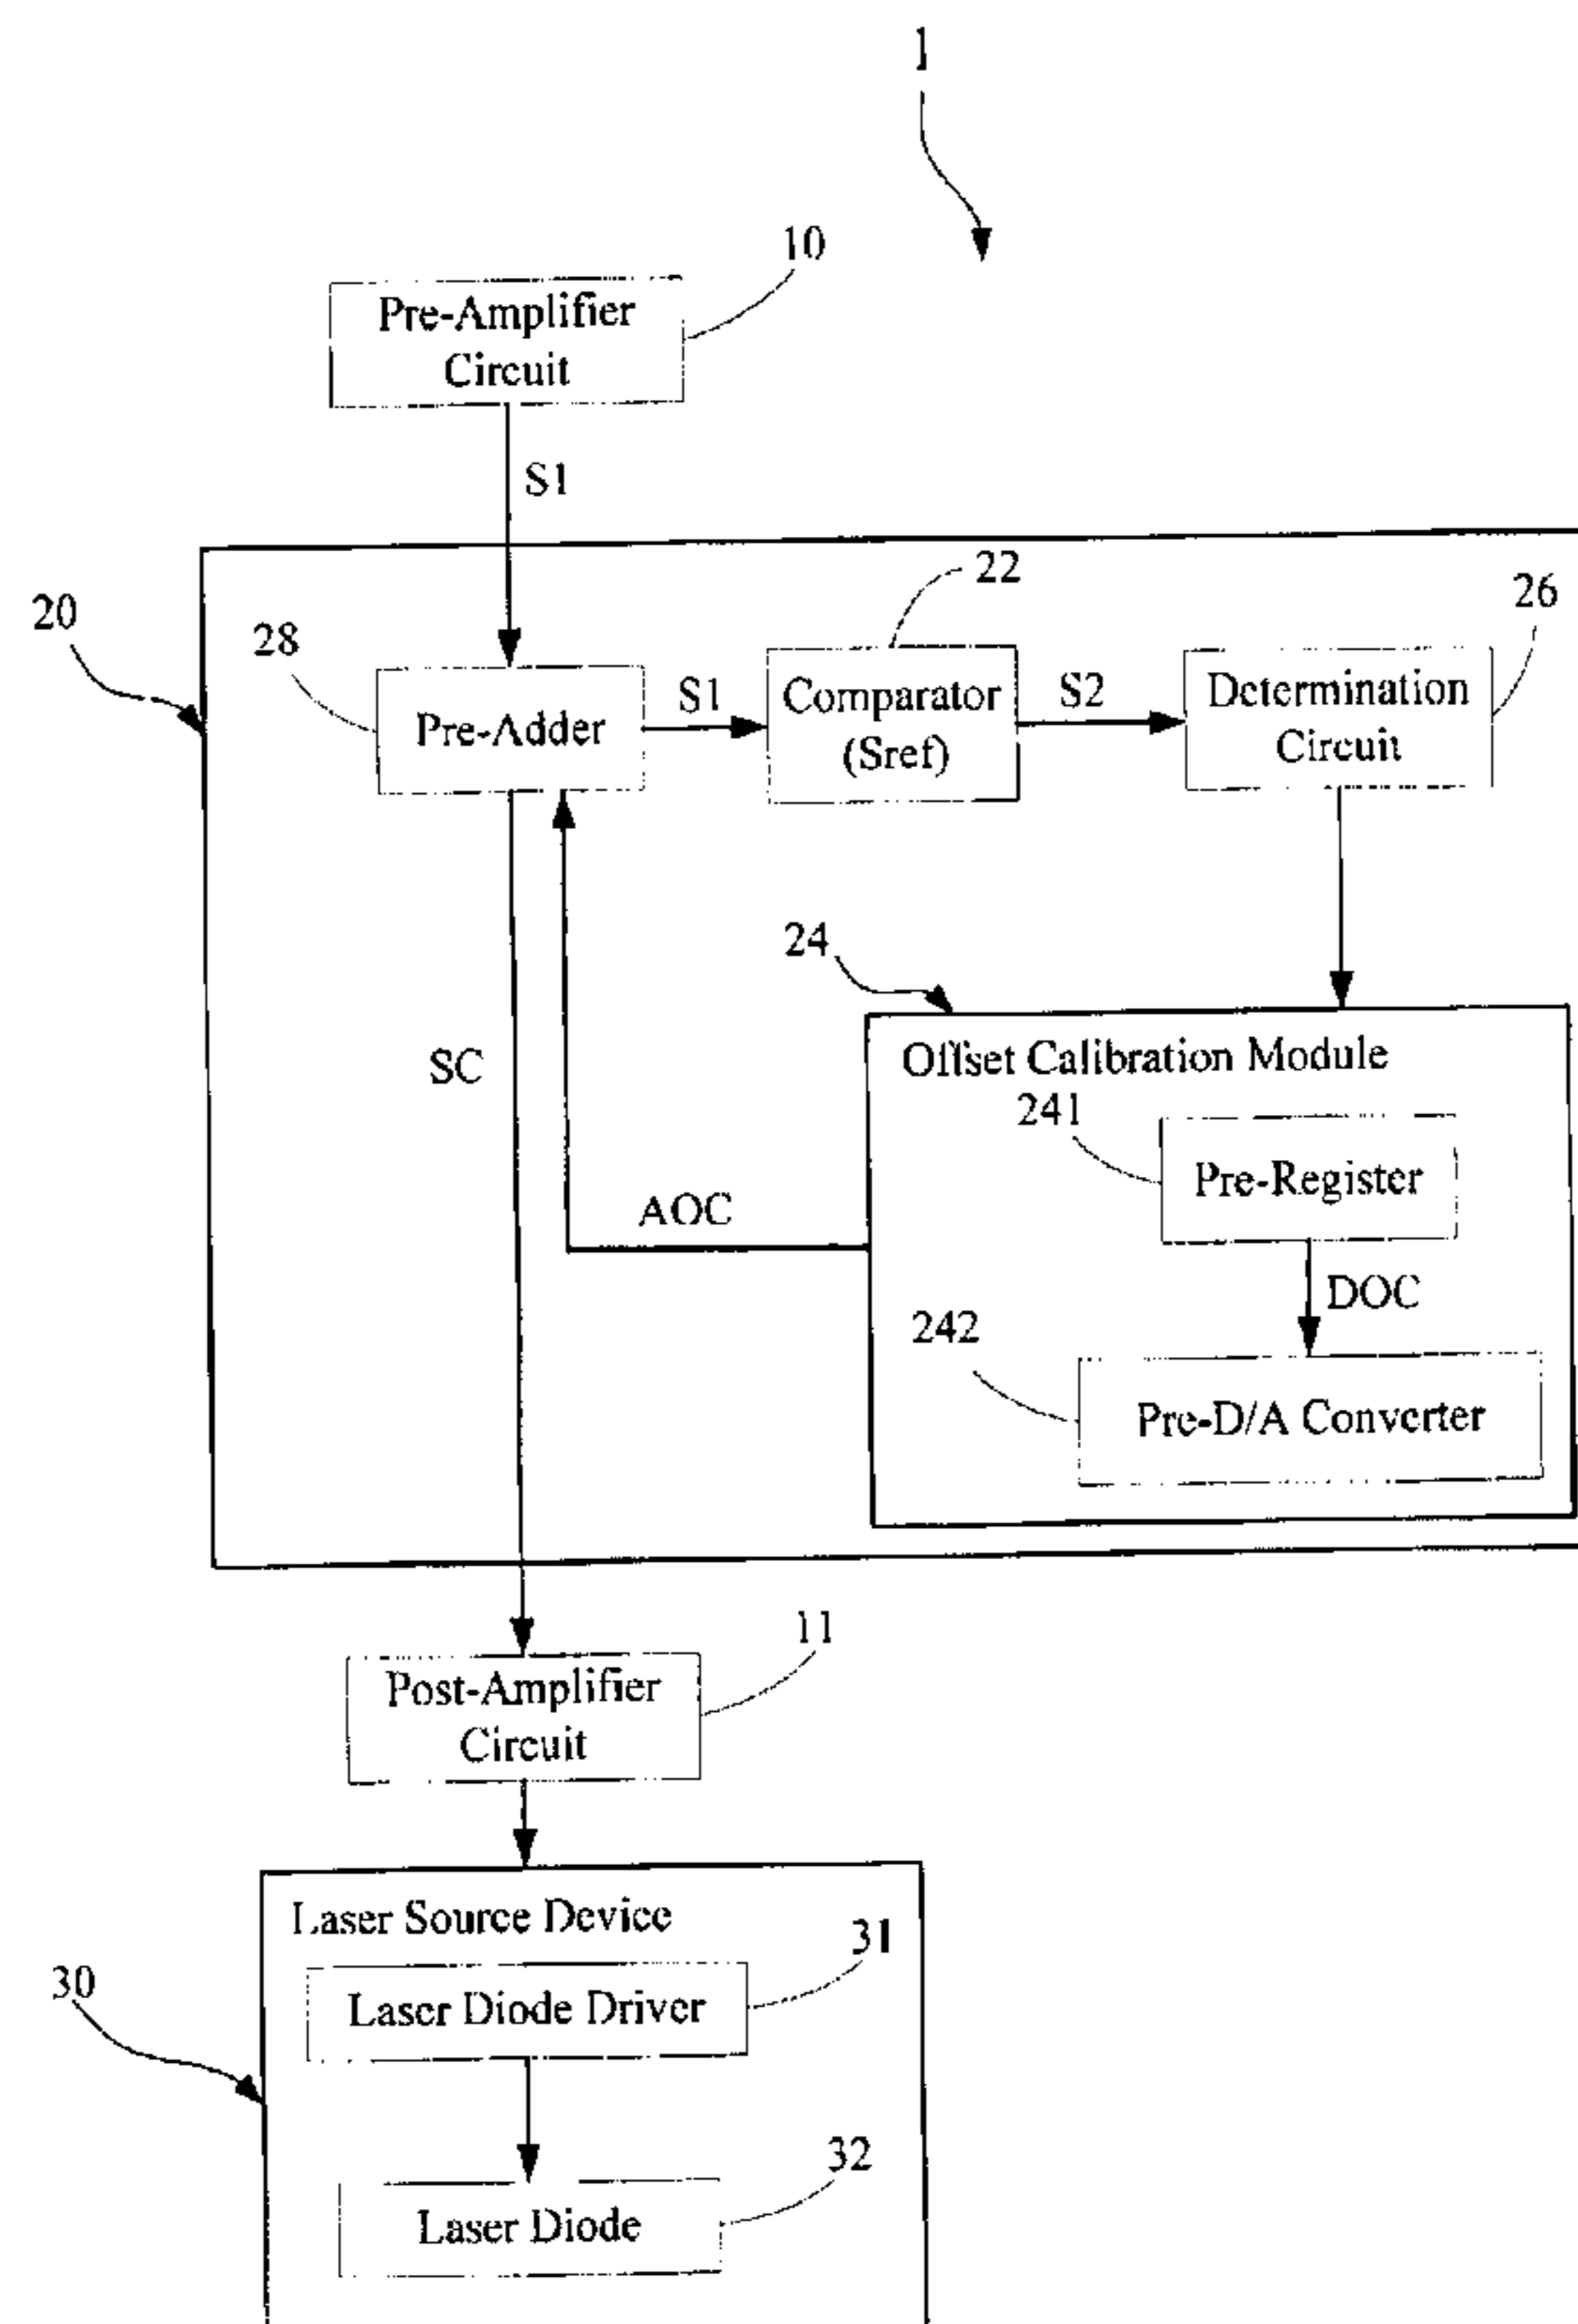 1
10
Pre-Amplifier
Circuit
S1
20
28
22
26
Pre-Adder
S1
Comparator
(Sref)
S2
Determination
Circuit
24
SC
Offset Calibration Module
241
Pre-Register
AOC
DOC
242
Pre-D/A Converter
11
Post-Amplifier
Circuit
Laser Source Device
31
30
Laser Diode Driver
32
Laser Diode